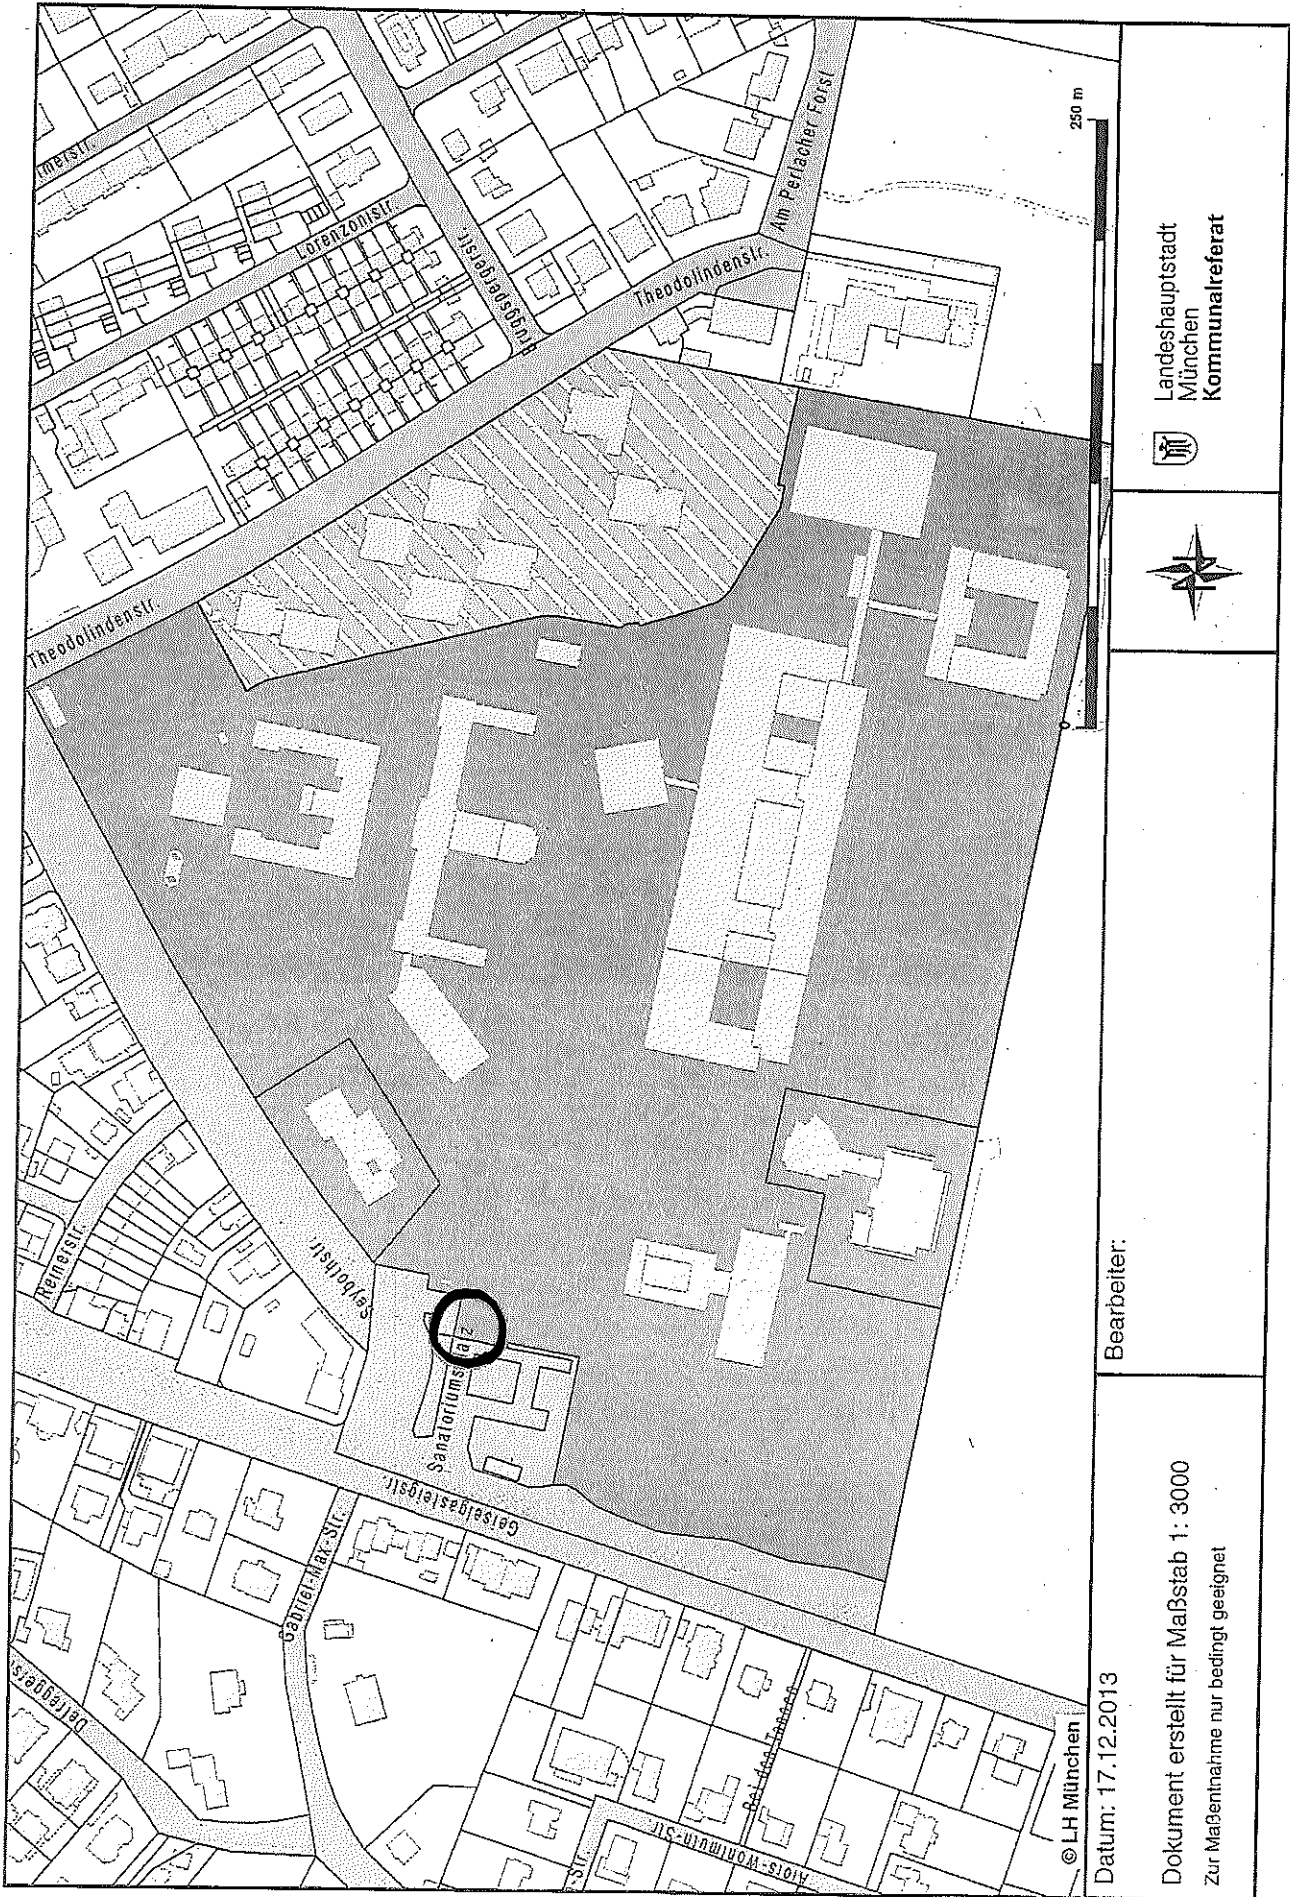 Defreggerstr.
Gabriel-Max-Str.
Geiselgasteigstr.
Reinerstr.
Seybothstr.
Sanatoriumsplatz
Theodolindenstr.
Lorenzonistr.
Bruggspergerstr.
Theodolindenstr.
Am Perlacher Forst
Bei den Tannen
Alois-Wohlmuth-Str.
0
250 m
© LH München
Datum: 17.12.2013
Dokument erstellt für Maßstab 1: 3000
Zur Maßentnahme nur bedingt geeignet
Bearbeiter:
Landeshauptstadt
München
Kommunalreferat